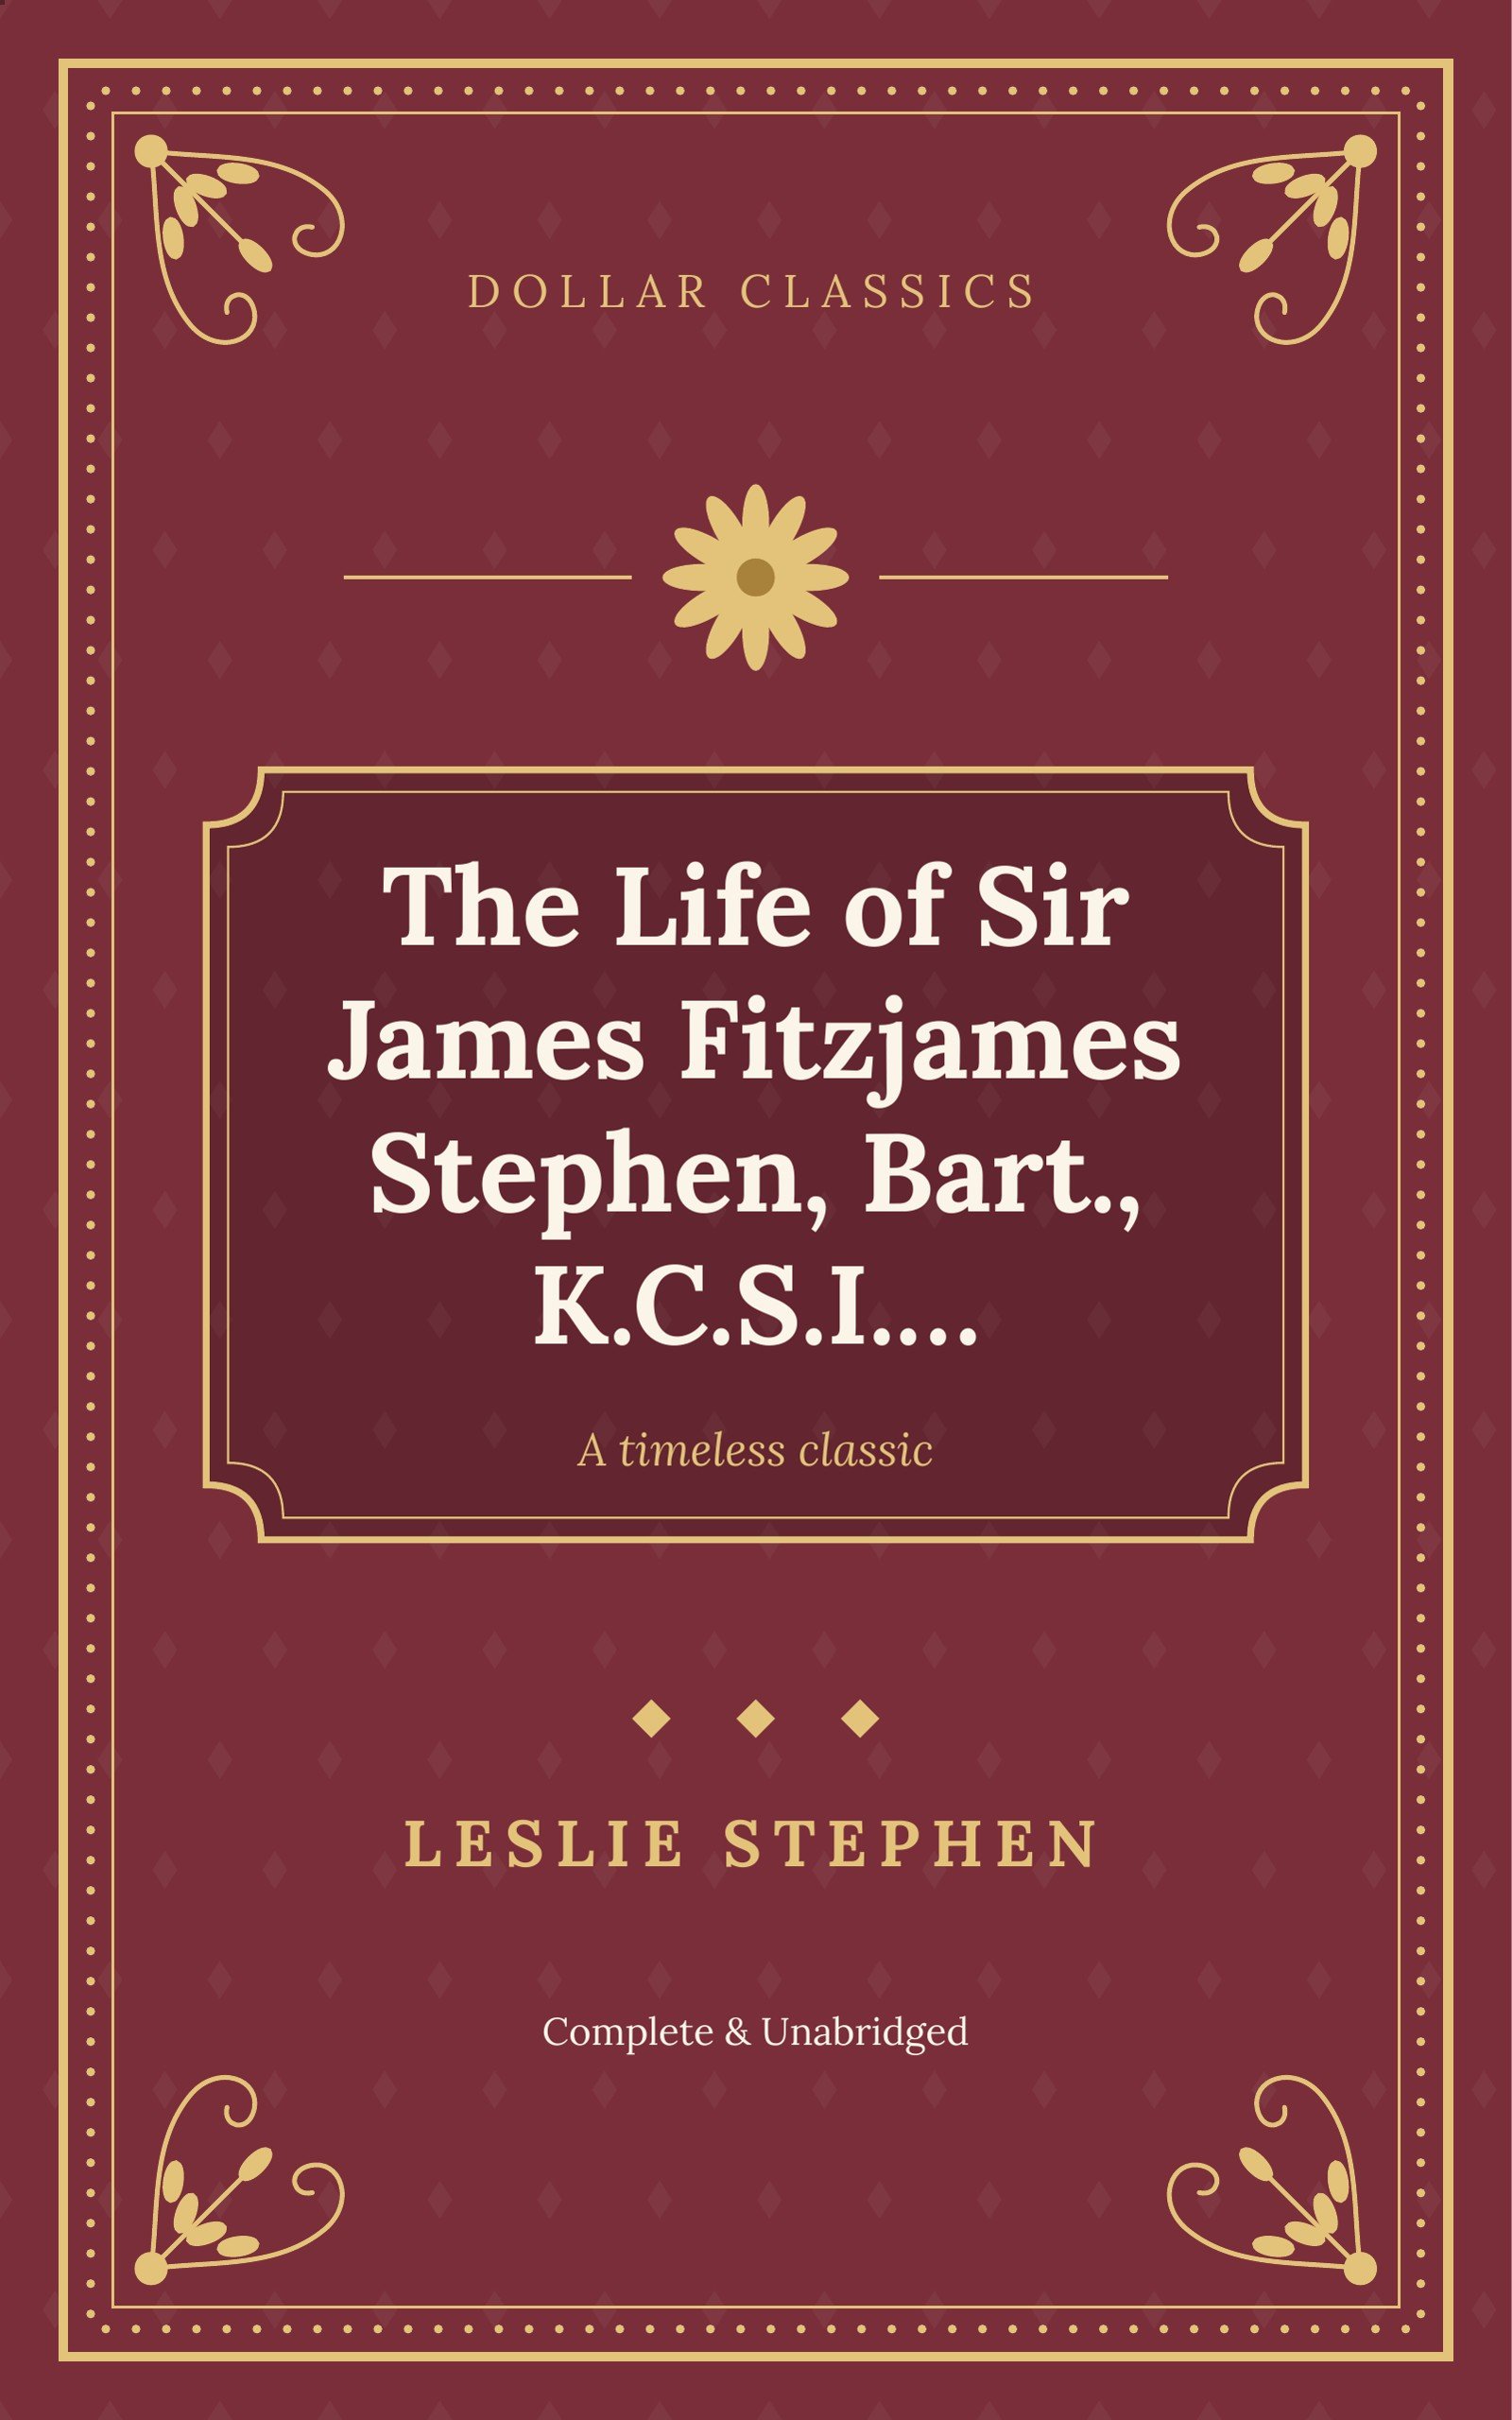 DOLLAR CLASSICS
The Life of Sir
James Fitzjames
Stephen, Bart.,
K.C.S.I....
A timeless classic
LESLIE STEPHEN
Complete & Unabridged